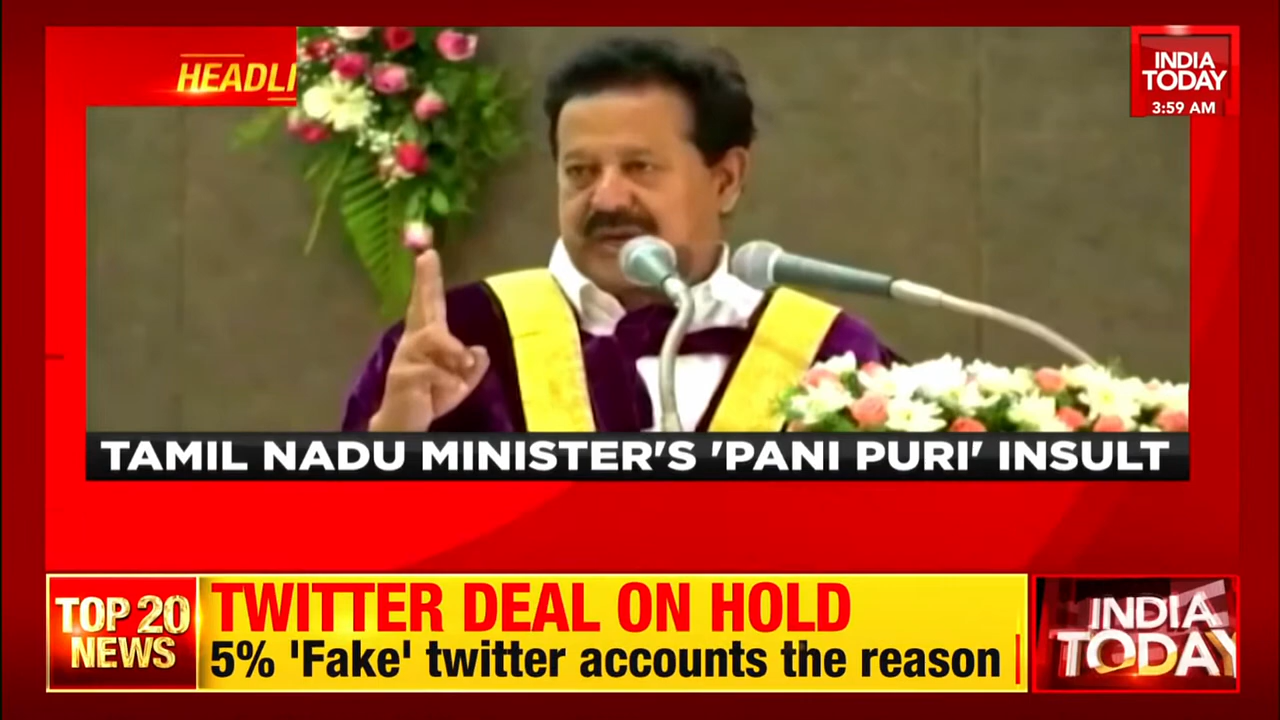 HEADLI
INDIA
TODAY
3:59 AM
TAMIL NADU MINISTER'S 'PANI PURI' INSULT
TOP 20
NEWS
TWITTER DEAL ON HOLD
5% 'Fake' twitter accounts the reason
INDIA
TODAY